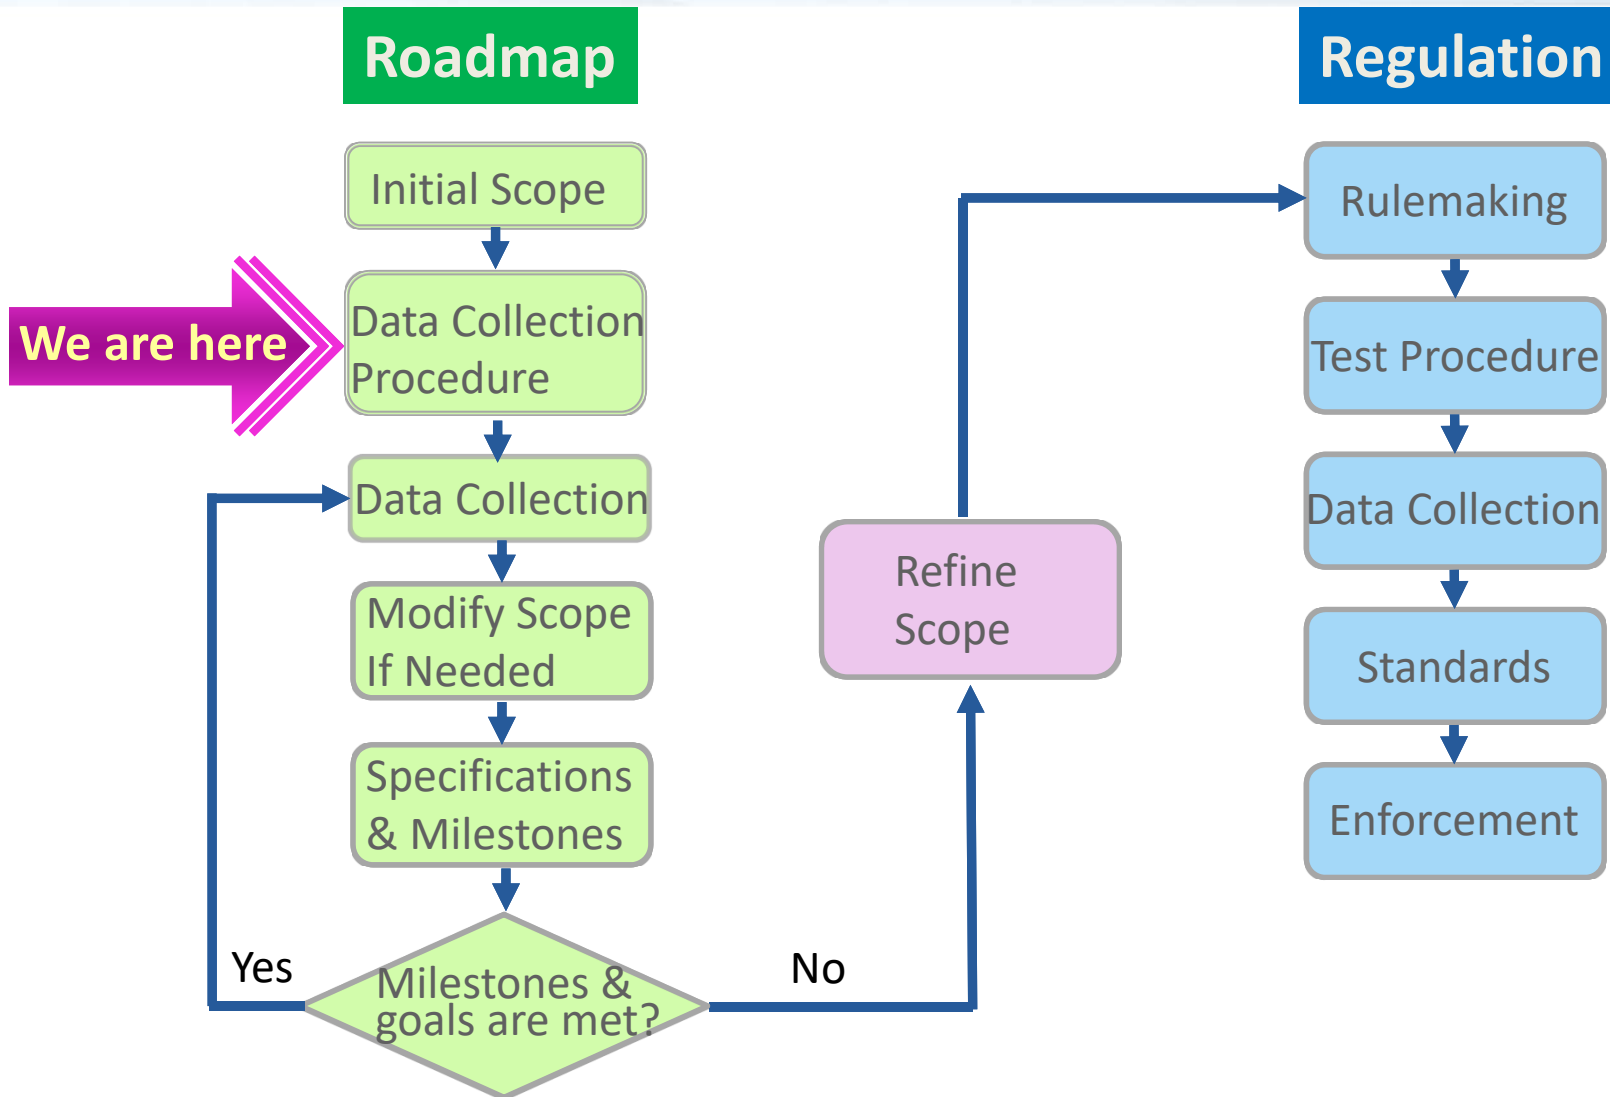 Roadmap
Regulation
Initial Scope
We are here
Data Collection
Procedure
Data Collection
Modify Scope
If Needed
Specifications
& Milestones
Milestones &
goals are met?
Yes
No
Refine
Scope
Rulemaking
Test Procedure
Data Collection
Standards
Enforcement